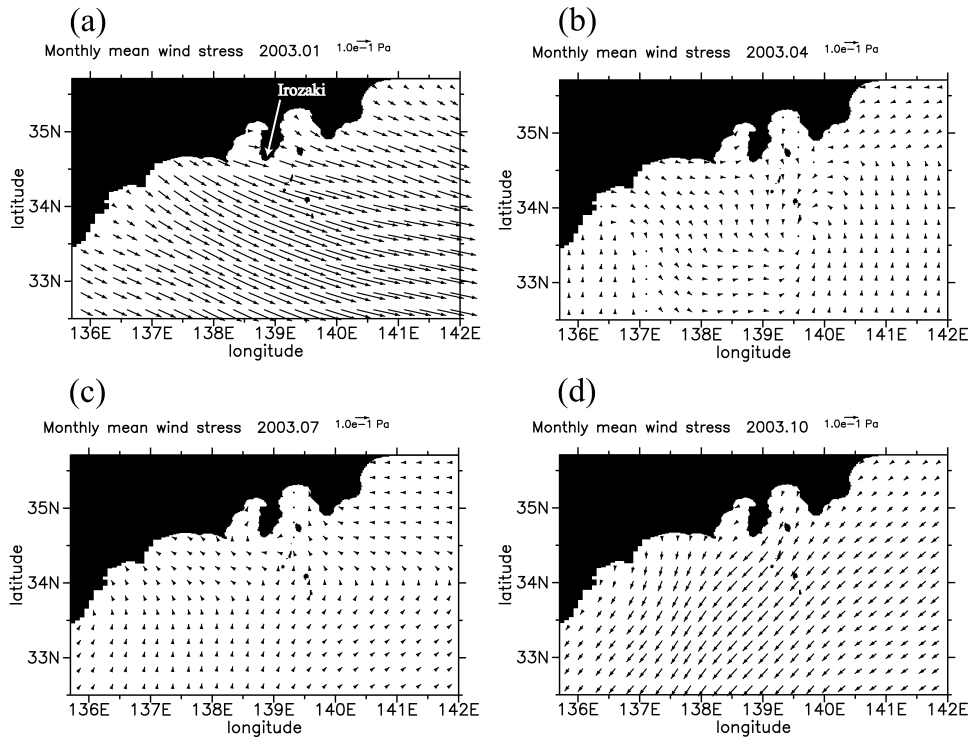 (a)
Monthly mean wind stress 2003.01 1.0e-1 Pa
Irozaki
35N
34N
33N
latitude
136E 137E 138E 139E 140E 141E 142E
longitude
(b)
Monthly mean wind stress 2003.04 1.0e-1 Pa
35N
34N
33N
latitude
136E 137E 138E 139E 140E 141E 142E
longitude
(c)
Monthly mean wind stress 2003.07 1.0e-1 Pa
35N
34N
33N
latitude
136E 137E 138E 139E 140E 141E 142E
longitude
(d)
Monthly mean wind stress 2003.10 1.0e-1 Pa
35N
34N
33N
latitude
136E 137E 138E 139E 140E 141E 142E
longitude